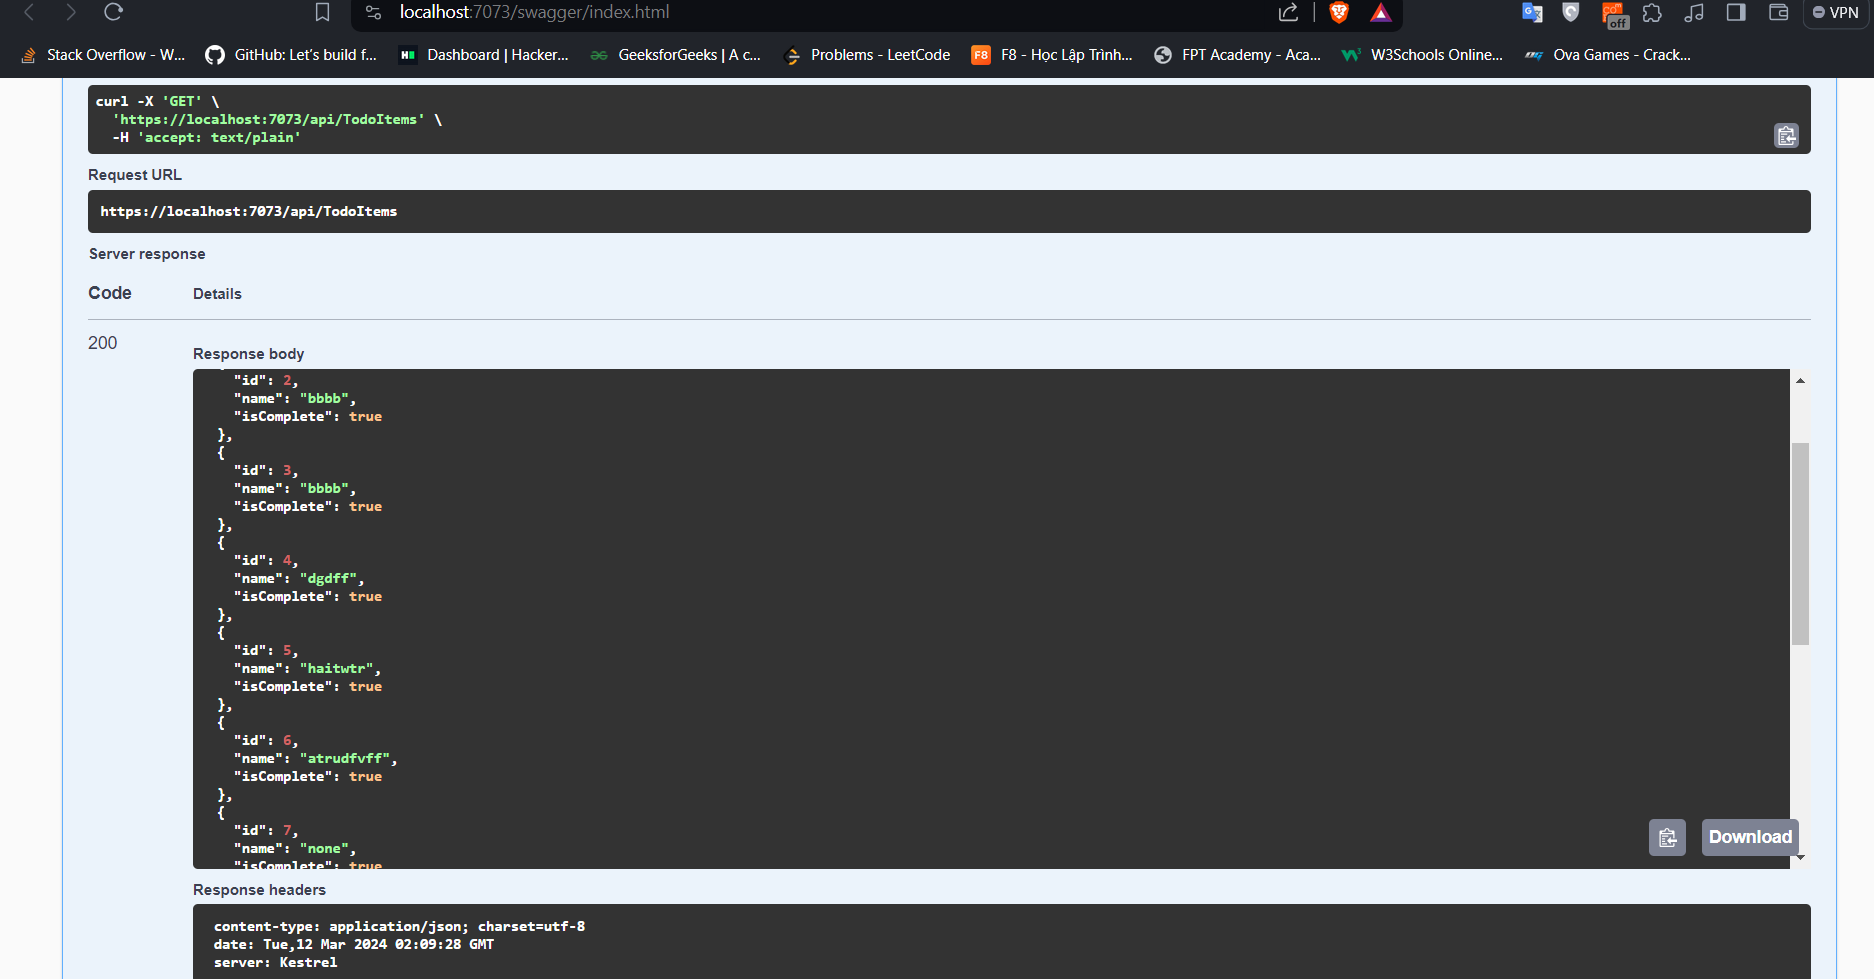 localhost:7073/swagger/index.html
off
VPN
Stack Overflow - W...
GitHub: Let's build f...
Dashboard | Hacker...
GeeksforGeeks | A c...
Problems - LeetCode
F8
F8 - Học Lập Trình...
FPT Academy - Aca...
W3Schools Online...
Ova Games - Crack...
curl -X 'GET' \
'https://localhost:7073/api/TodoItems' \
-H 'accept: text/plain'
Request URL
https://localhost:7073/api/TodoItems
Server response
Code Details
200
Response body
"id": 2,
"name": "bbbb",
"isComplete": true
},
{
"id": 3,
"name": "bbbb",
"isComplete": true
},
{
"id": 4,
"name": "dgdff",
"isComplete": true
},
{
"id": 5,
"name": "haitwtr",
"isComplete": true
},
{
"id": 6,
"name": "atrudfvff",
"isComplete": true
},
{
"id": 7,
"name": "none",
"isComplete": true
Download
Response headers
content-type: application/json; charset=utf-8
date: Tue,12 Mar 2024 02:09:28 GMT
server: Kestrel